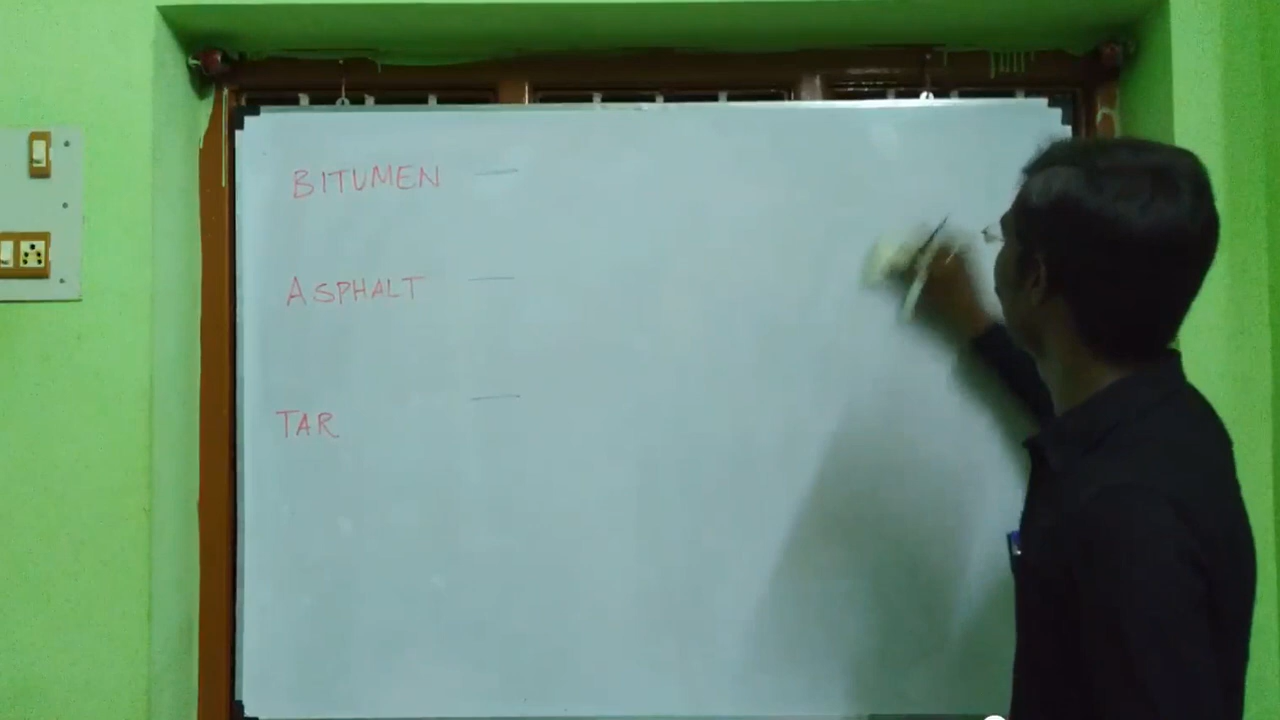 BITUMEN —
ASPHALT —
TAR —